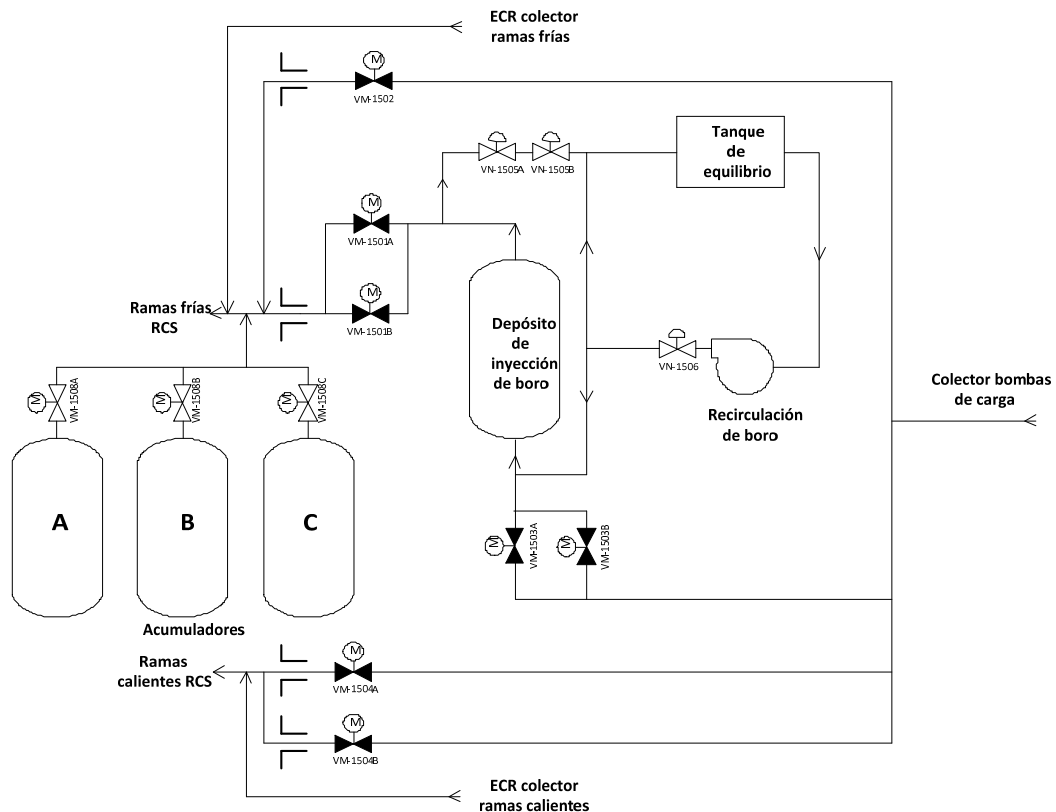 ECR colector
ramas frías
M
VM-1502
Tanque
de
equilibrio
VN-1505A
VN-1505B
M
VM-1501A
M
VM-1501B
Ramas frías
RCS
Depósito
de
inyección
de boro
VN-1506
Recirculación
de boro
Colector bombas
de carga
M
VM-1508A
M
VM-1508B
M
VM-1508C
A
B
C
M
VM-1503A
M
VM-1503B
Acumuladores
Ramas
calientes RCS
M
VM-1504A
M
VM-1504B
ECR colector
ramas calientes